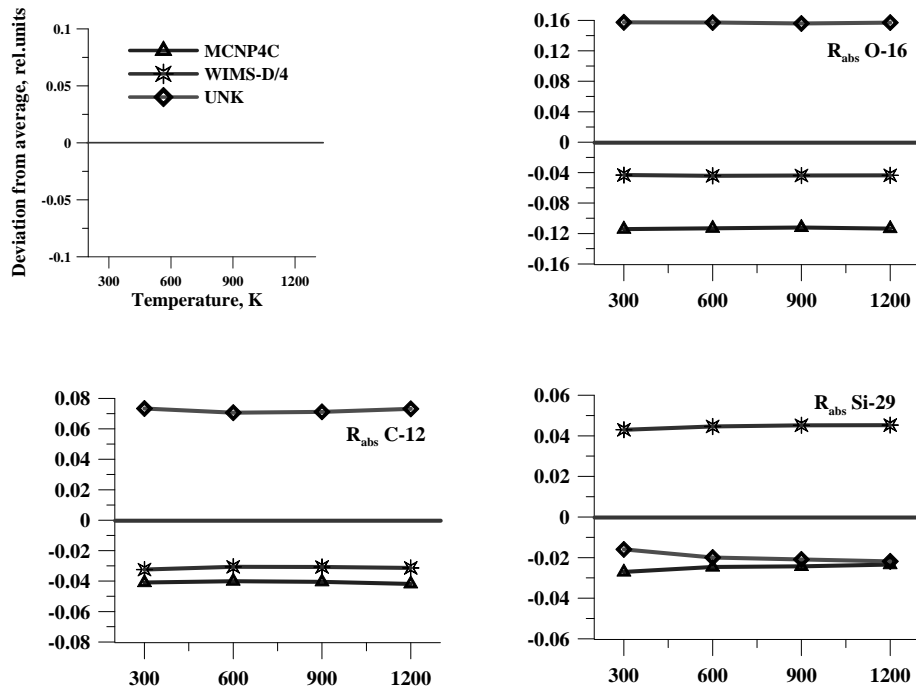 Deviation from average, rel.units
0.1
0.05
0
-0.05
-0.1
MCNP4C
WIMS-D/4
UNK
300 600 900 1200
Temperature, K
0.16
0.12
0.08
0.04
0
-0.04
-0.08
-0.12
-0.16
Rabs O-16
300 600 900 1200
0.08
0.06
0.04
0.02
0
-0.02
-0.04
-0.06
-0.08
Rabs C-12
300 600 900 1200
0.06
0.04
0.02
0
-0.02
-0.04
-0.06
Rabs Si-29
300 600 900 1200